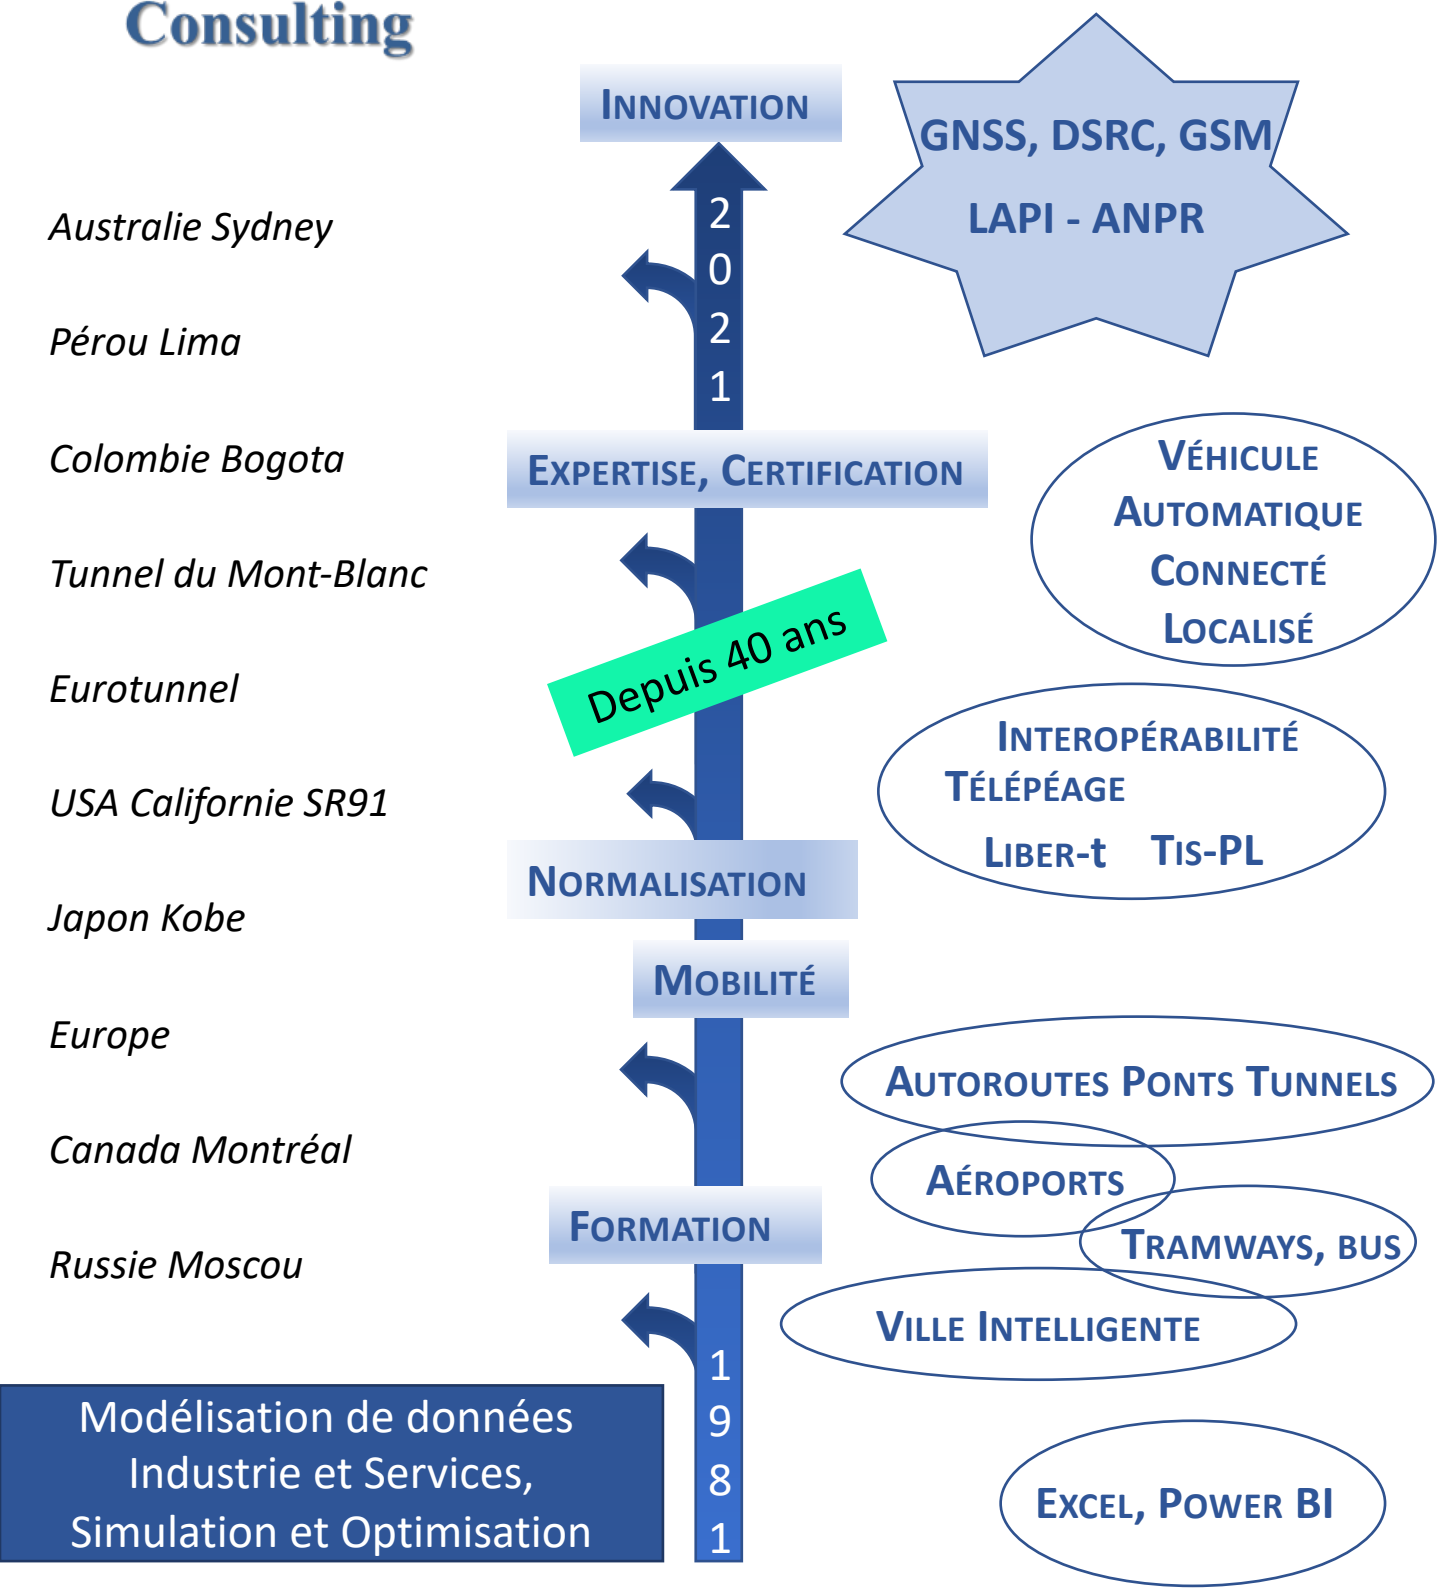 Consulting
INNOVATION
GNSS, DSRC, GSM
LAPI - ANPR
2
0
2
1
Australie Sydney
Pérou Lima
Colombie Bogota
Tunnel du Mont-Blanc
Eurotunnel
USA Californie SR91
Japon Kobe
Europe
Canada Montréal
Russie Moscou
EXPERTISE, CERTIFICATION
VÉHICULE
AUTOMATIQUE
CONNECTÉ
LOCALISÉ
Depuis 40 ans
INTEROPÉRABILITÉ
TÉLÉPÉAGE
LIBER-t TIS-PL
NORMALISATION
MOBILITÉ
AUTOROUTES PONTS TUNNELS
AÉROPORTS
FORMATION
TRAMWAYS, BUS
VILLE INTELLIGENTE
1
9
8
1
Modélisation de données
Industrie et Services,
Simulation et Optimisation
EXCEL, POWER BI